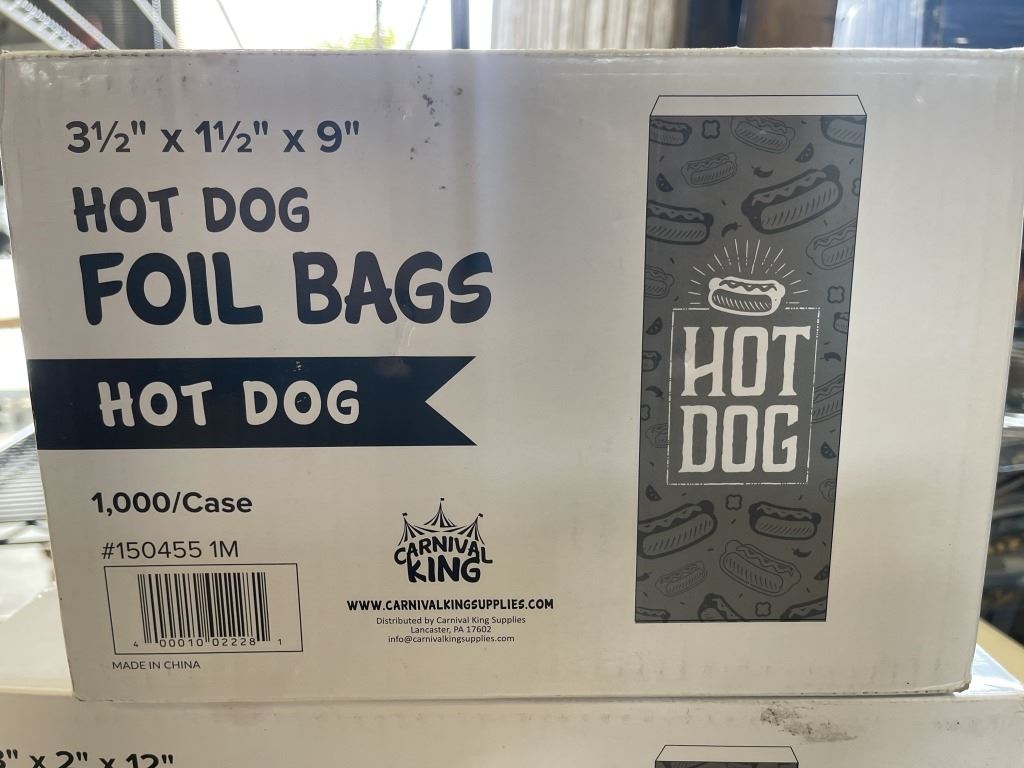 3½" x 1½" x 9"
HOT DOG
FOIL BAGS
HOT DOG
1,000/Case
#150455 1M
4 00010 02228 1
MADE IN CHINA
CARNIVAL
KING
WWW.CARNIVALKINGSUPPLIES.COM
Distributed by Carnival King Supplies
Lancaster, PA 17602
info@carnivalkingsupplies.com
HOT
DOG
x 2" x 12"